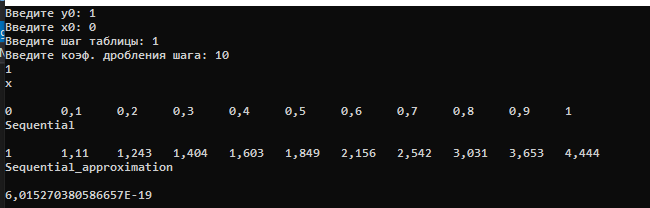 Введите y0: 1
Введите x0: 0
Введите шаг таблицы: 1
Введите коэф. дробления шага: 10
1
x
0 0,1 0,2 0,3 0,4 0,5 0,6 0,7 0,8 0,9 1
Sequential
1 1,11 1,243 1,404 1,603 1,849 2,156 2,542 3,031 3,653 4,444
Sequential_approximation
6,015270380586657E-19